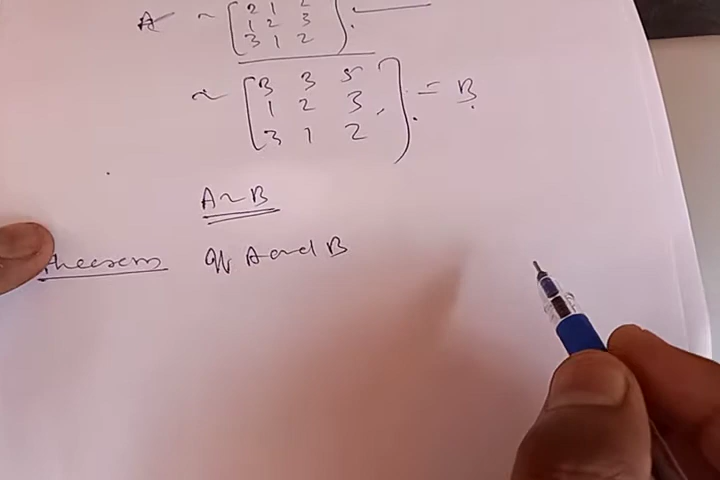 A ~ [2 1 2
1 2 3
3 1 2].
~ [3 3 5
1 2 3
3 1 2]. = B
A~B
Theorem If A and B